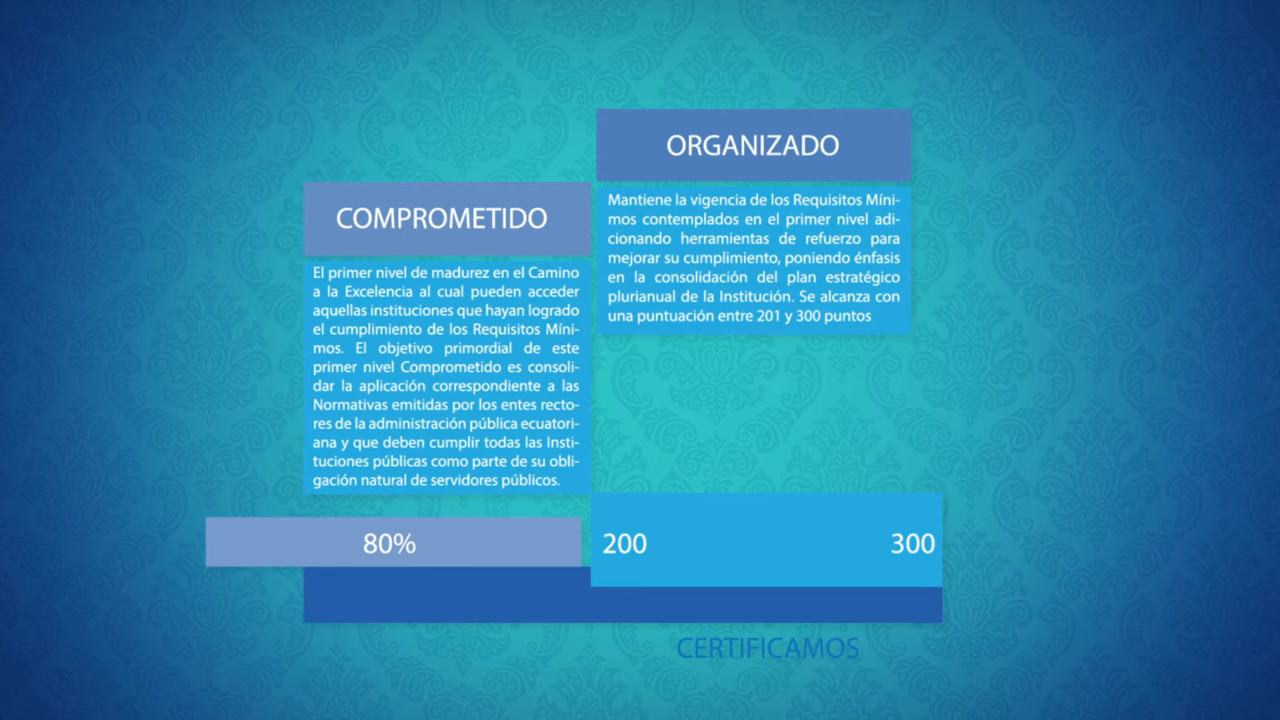 COMPROMETIDO
El primer nivel de madurez en el Camino
a la Excelencia al cual pueden acceder
aquellas instituciones que hayan logrado
el cumplimiento de los Requisitos Míni-
mos. El objetivo primordial de este
primer nivel Comprometido es consoli-
dar la aplicación correspondiente a las
Normativas emitidas por los entes recto-
res de la administración pública ecuatori-
ana y que deben cumplir todas las Insti-
tuciones públicas como parte de su obli-
gación natural de servidores públicos.
ORGANIZADO
Mantiene la vigencia de los Requisitos Míni-
mos contemplados en el primer nivel adi-
cionando herramientas de refuerzo para
mejorar su cumplimiento, poniendo énfasis
en la consolidación del plan estratégico
plurianual de la Institución. Se alcanza con
una puntuación entre 201 y 300 puntos
80%
200
300
CERTIFICAMOS